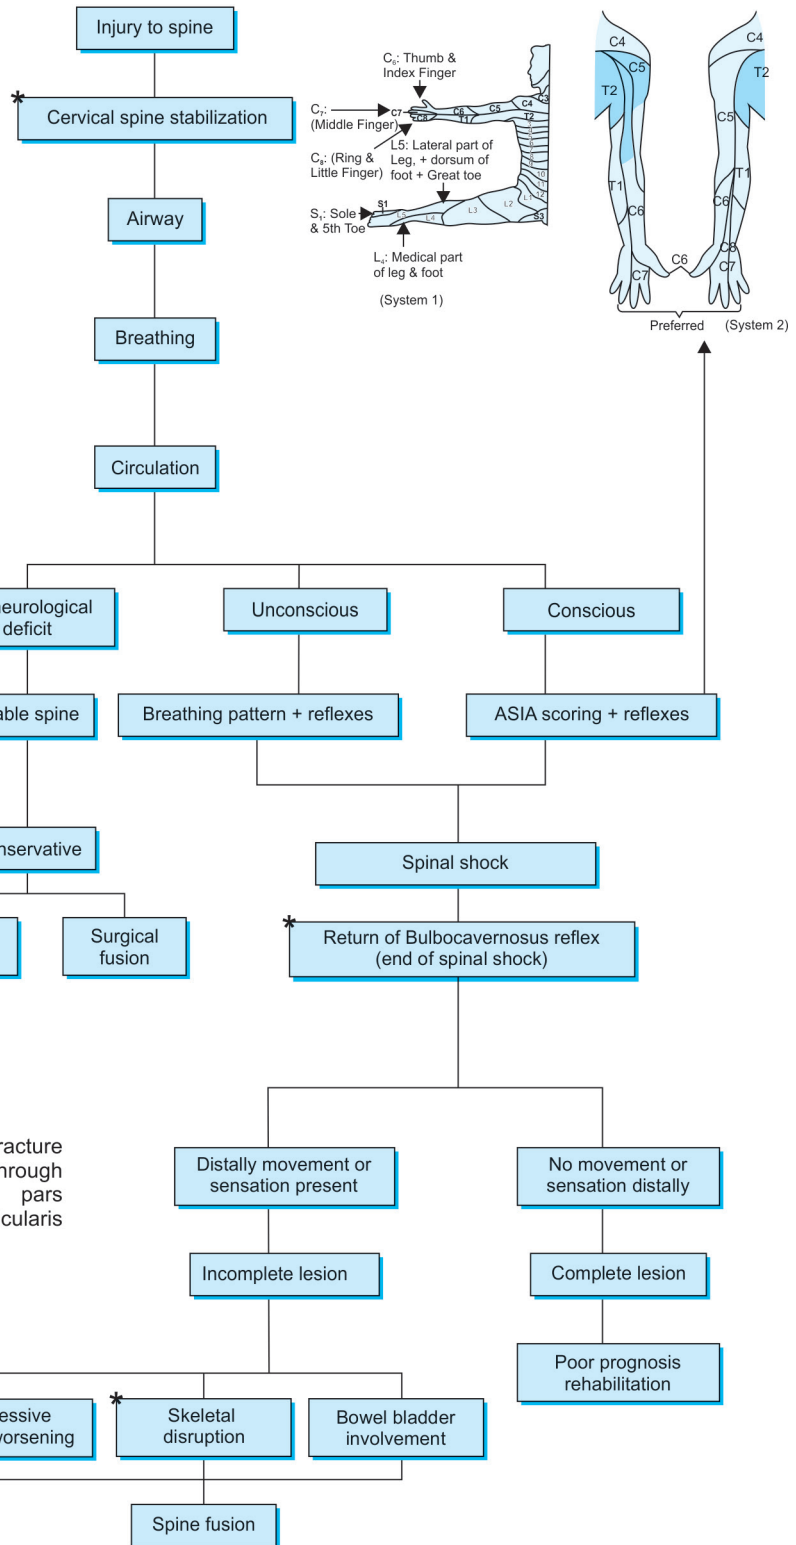 Injury to spine
Cervical spine stabilization
*
Airway
Breathing
Circulation
C₆: Thumb &
Index Finger
C₇:
(Middle Finger)
C₈: (Ring &
Little Finger)
L5: Lateral part of
Leg, + dorsum of
foot + Great toe
S₁: Sole
& 5th Toe
L₄: Medical part
of leg & foot
(System 1)
C7
C8
C6
T1
C5
C4
C3
T2
10
11
12
L1
L2
L3
L4
L5
S1
S3
C4
C5
T2
T1
C6
C7
C6
C4
T2
C5
T1
C6
C8
C7
Preferred
(System 2)
neurological
deficit
Unconscious
Conscious
able spine
Breathing pattern + reflexes
ASIA scoring + reflexes
nservative
Spinal shock
Surgical
fusion
*
Return of Bulbocavernosus reflex
(end of spinal shock)
racture
hrough
pars
cularis
Distally movement or
sensation present
No movement or
sensation distally
Incomplete lesion
Complete lesion
Poor prognosis
rehabilitation
essive
orsening
*
Skeletal
disruption
Bowel bladder
involvement
Spine fusion